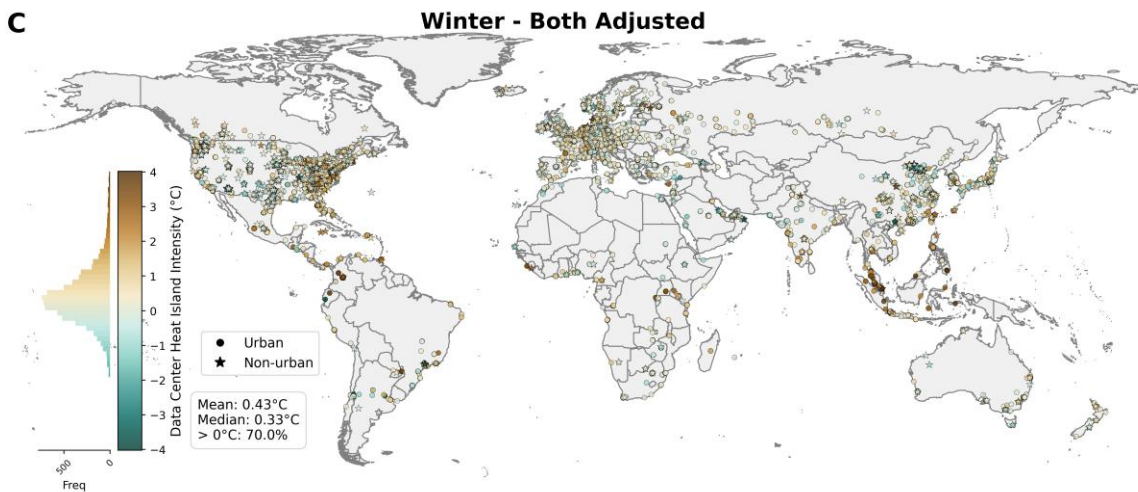 C
Winter - Both Adjusted
Data Center Heat Island Intensity (°C)
4
3
2
1
0
−1
−2
−3
−4
500
0
Freq
Urban
Non-urban
Mean: 0.43°C
Median: 0.33°C
> 0°C: 70.0%